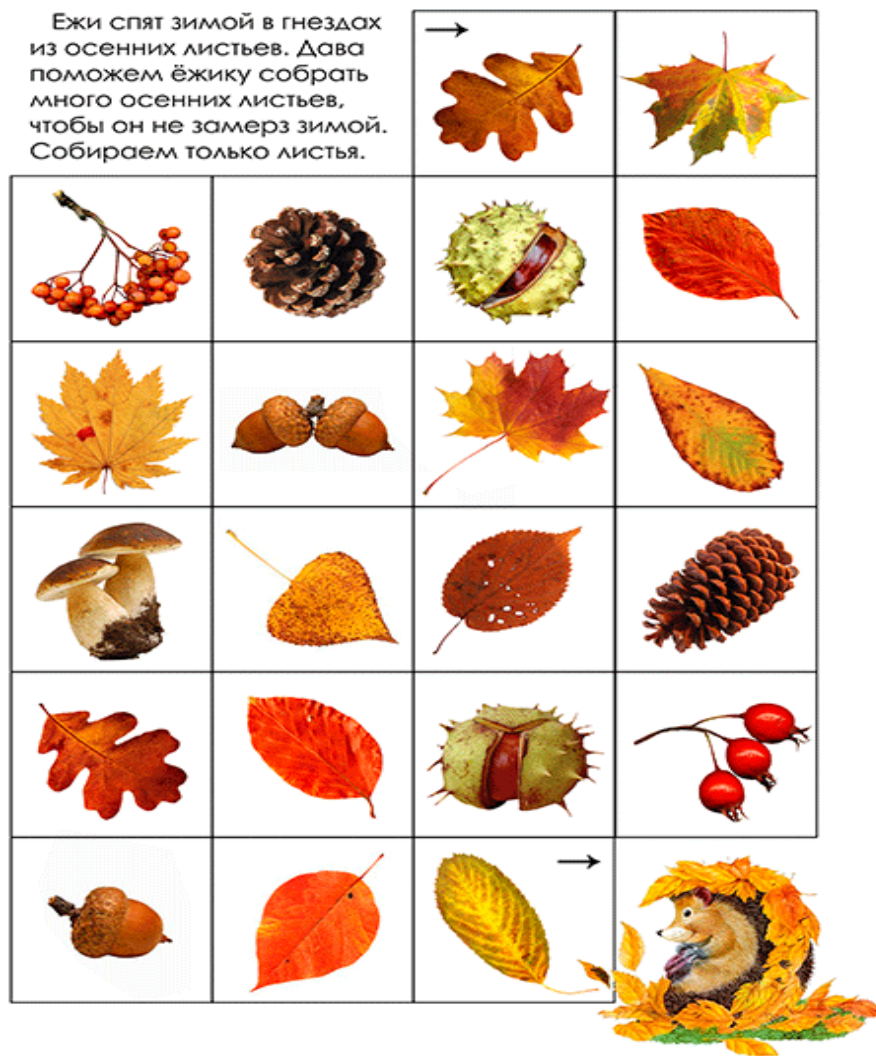 Ежи спят зимой в гнездах
из осенних листьев. Дава
поможем ёжику собрать
много осенних листьев,
чтобы он не замерз зимой.
Собираем только листья.